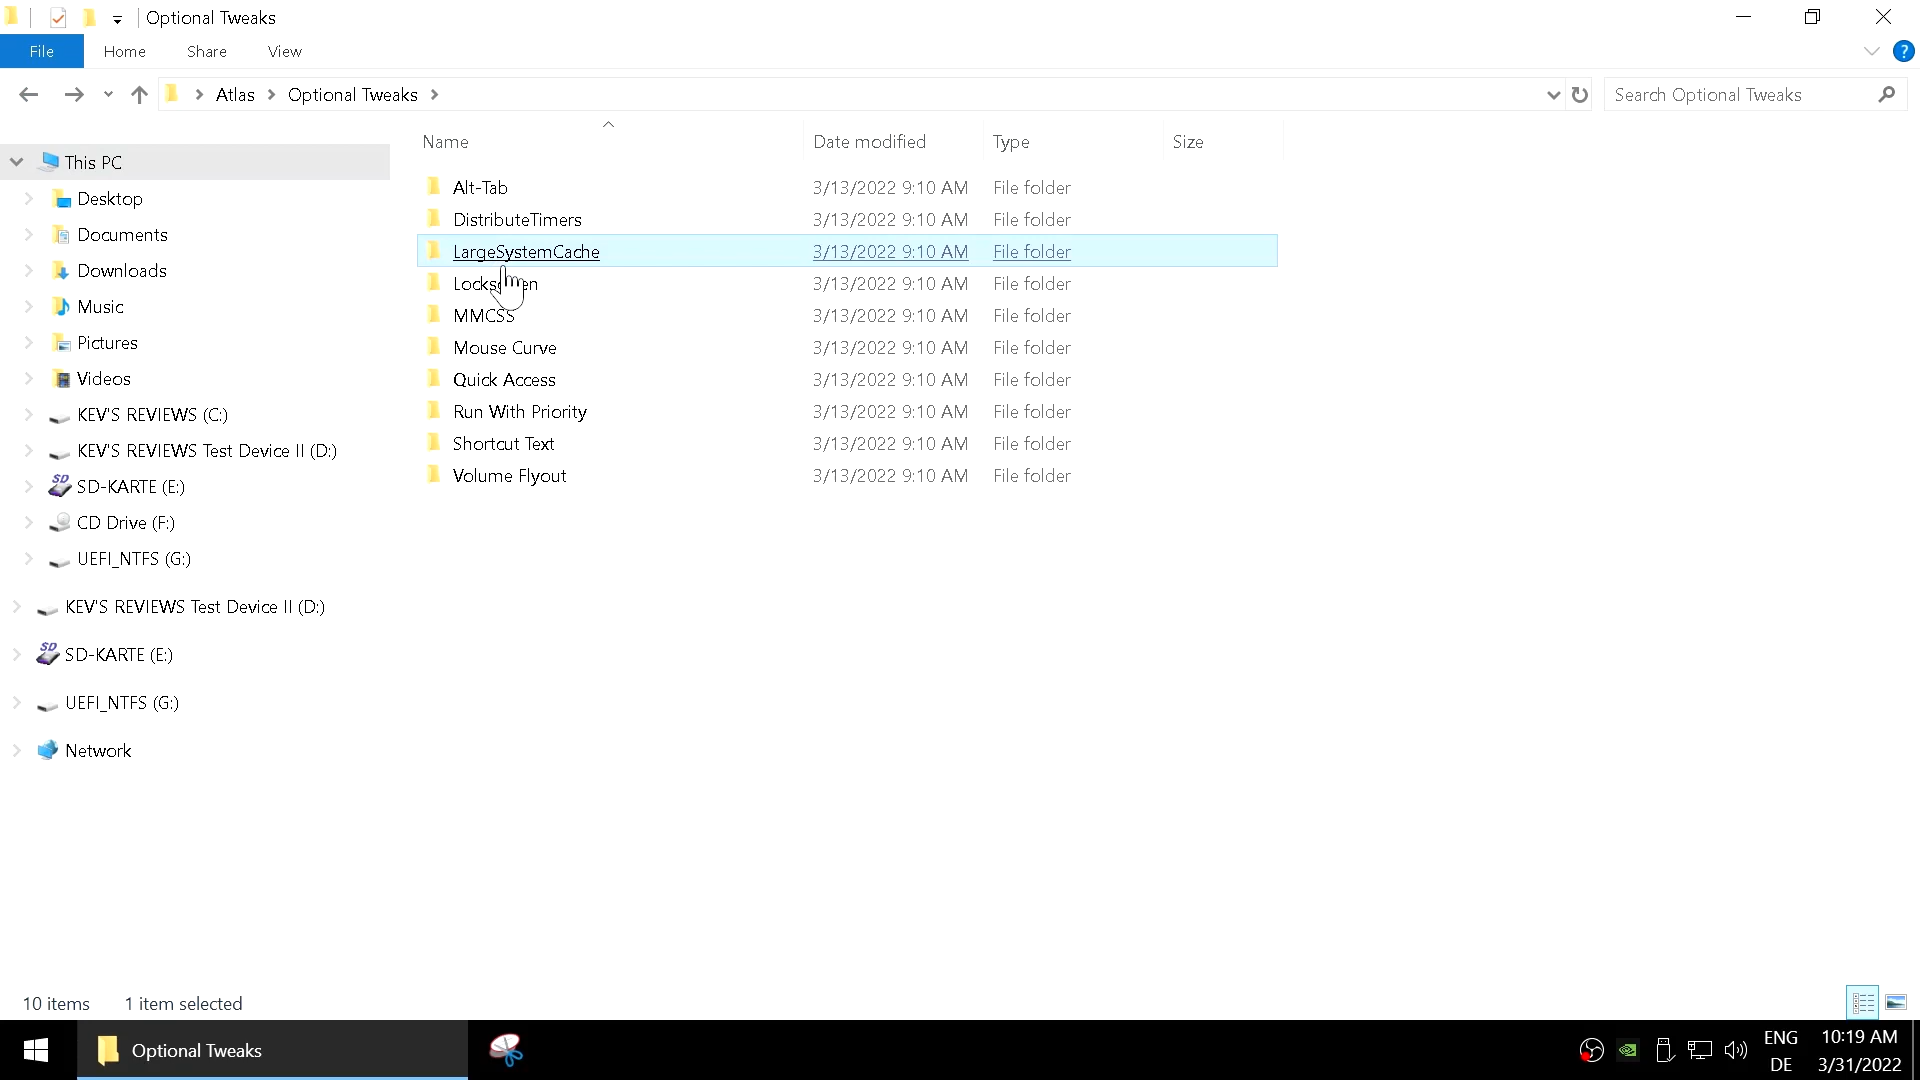 Optional Tweaks
File Home Share View
?
Atlas Optional Tweaks Search Optional Tweaks
Name Date modified Type Size
This PC
Desktop
Documents
Downloads
Music
Pictures
Videos
KEV'S REVIEWS (C:)
KEV'S REVIEWS Test Device II (D:)
SD SD-KARTE (E:)
CD Drive (F:)
UEFI_NTFS (G:)
KEV'S REVIEWS Test Device II (D:)
SD SD-KARTE (E:)
UEFI_NTFS (G:)
Network
Alt-Tab 3/13/2022 9:10 AM File folder
DistributeTimers 3/13/2022 9:10 AM File folder
LargeSystemCache 3/13/2022 9:10 AM File folder
3/13/2022 9:10 AM File folder
MMCSS 3/13/2022 9:10 AM File folder
Mouse Curve 3/13/2022 9:10 AM File folder
Quick Access 3/13/2022 9:10 AM File folder
Run With Priority 3/13/2022 9:10 AM File folder
Shortcut Text 3/13/2022 9:10 AM File folder
Volume Flyout 3/13/2022 9:10 AM File folder
10 items 1 item selected
Optional Tweaks
ENG 10:19 AM
DE 3/31/2022